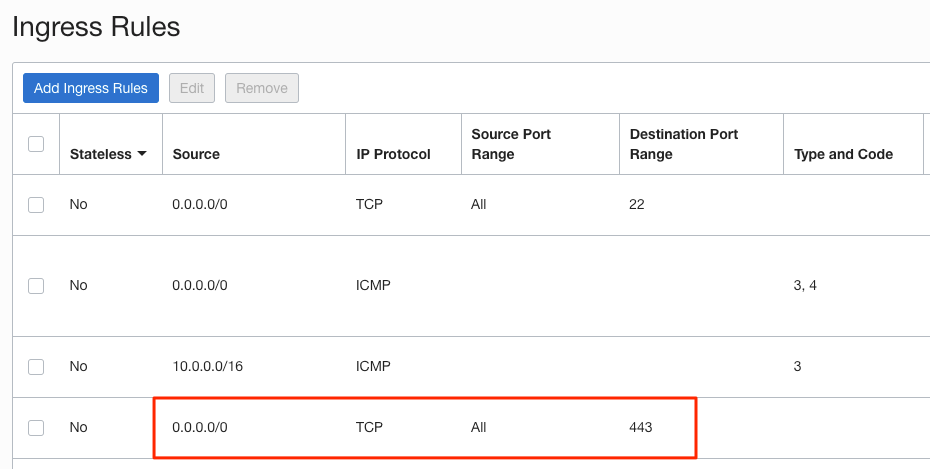 Ingress Rules
Add Ingress Rules Edit Remove
Stateless Source IP Protocol Source Port Range Destination Port Range Type and Code
No 0.0.0.0/0 TCP All 22
No 0.0.0.0/0 ICMP 3, 4
No 10.0.0.0/16 ICMP 3
No 0.0.0.0/0 TCP All 443